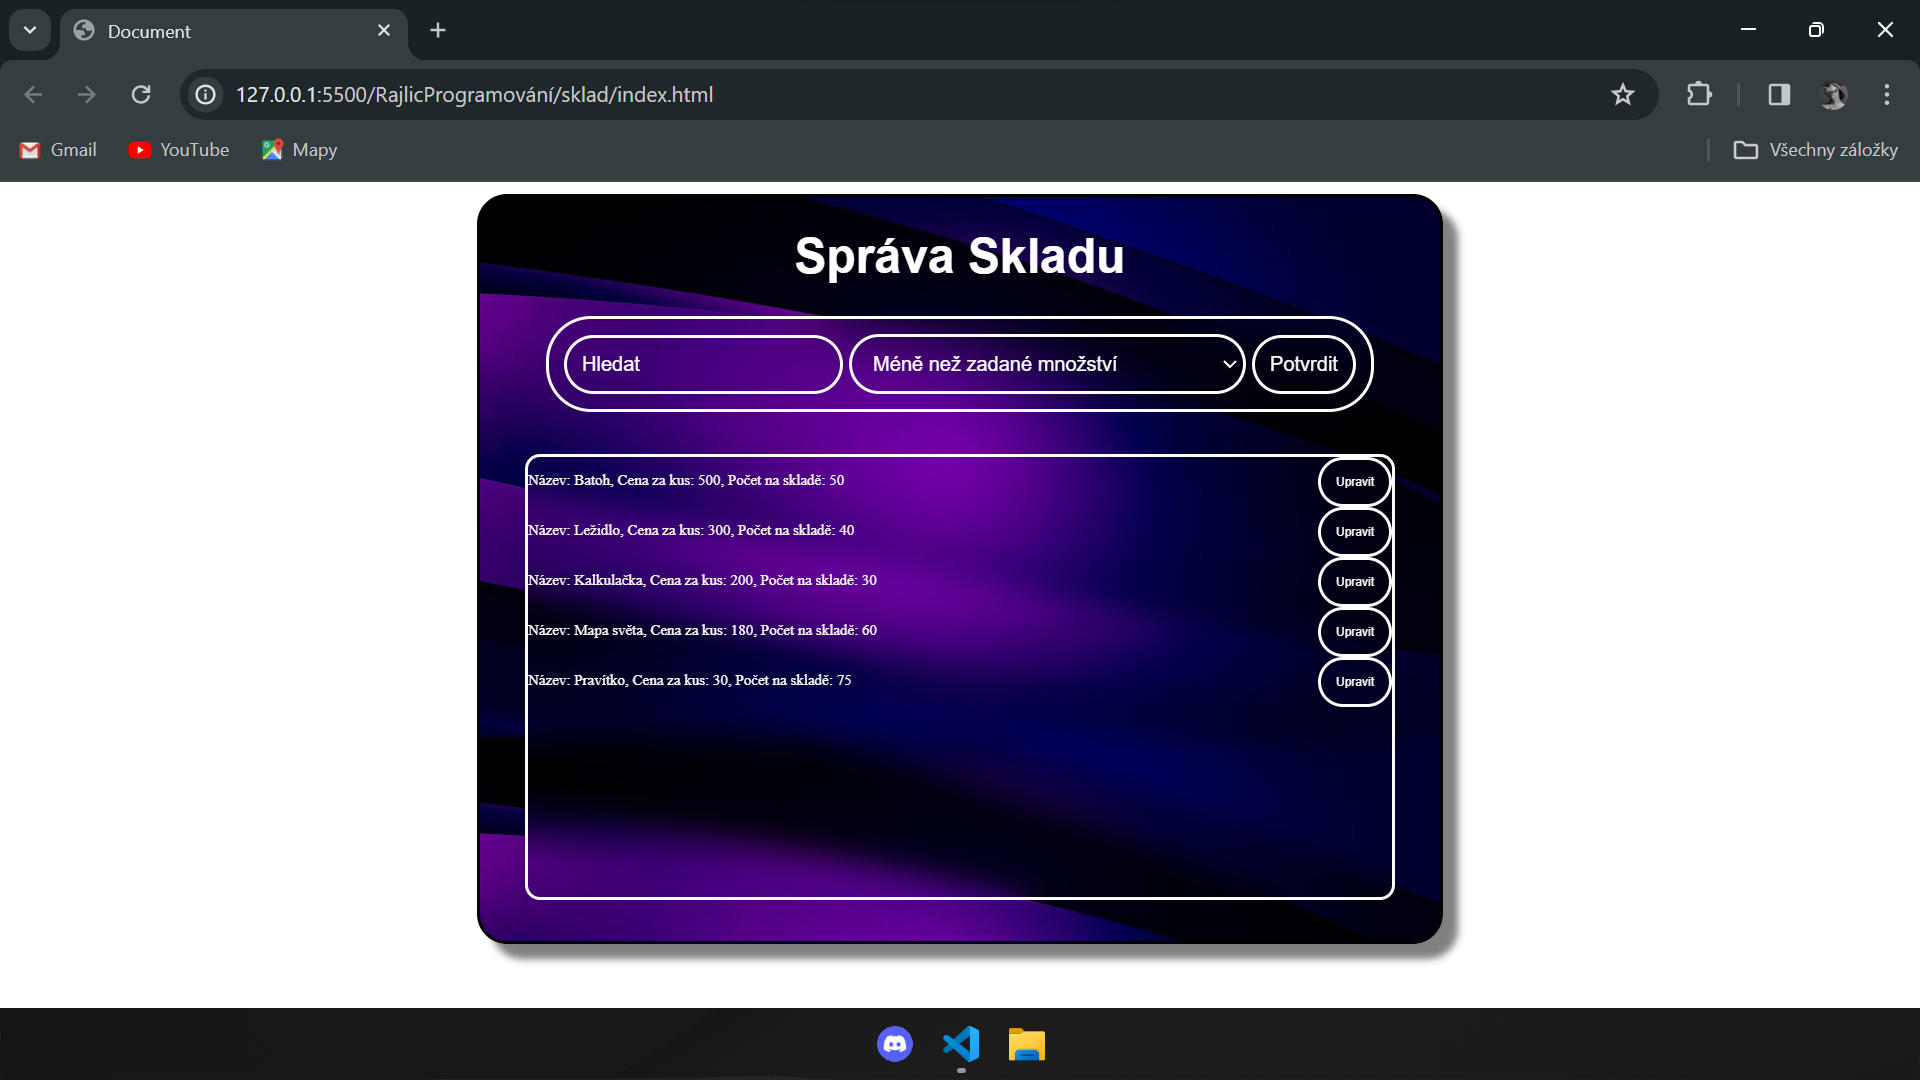 Document
127.0.0.1:5500/RajlicProgramování/sklad/index.html
Gmail YouTube Mapy Všechny záložky
Správa Skladu
Hledat Méně než zadané množství Potvrdit
Název: Batoh, Cena za kus: 500, Počet na skladě: 50 Upravit
Název: Ležidlo, Cena za kus: 300, Počet na skladě: 40 Upravit
Název: Kalkulačka, Cena za kus: 200, Počet na skladě: 30 Upravit
Název: Mapa světa, Cena za kus: 180, Počet na skladě: 60 Upravit
Název: Pravítko, Cena za kus: 30, Počet na skladě: 75 Upravit